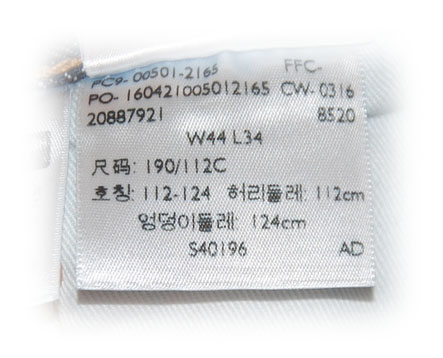 PC9- 00501-2165 FFC-
PO- 160421005012165 CW- 0316
20887921 8520
W44 L34
尺码: 190/112C
호칭: 112-124 허리둘레: 112cm
엉덩이둘레: 124cm
S40196 AD